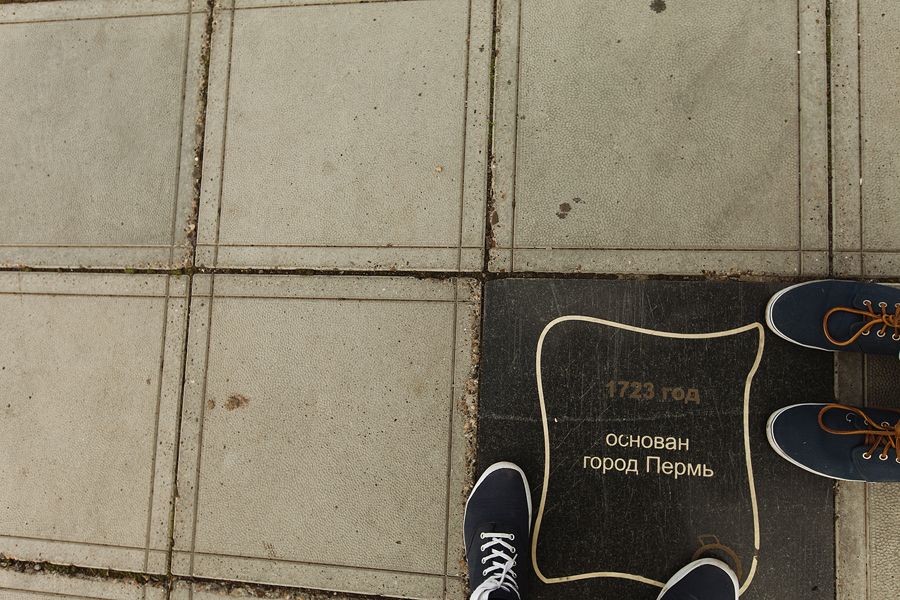 1723 год
основан
город Пермь